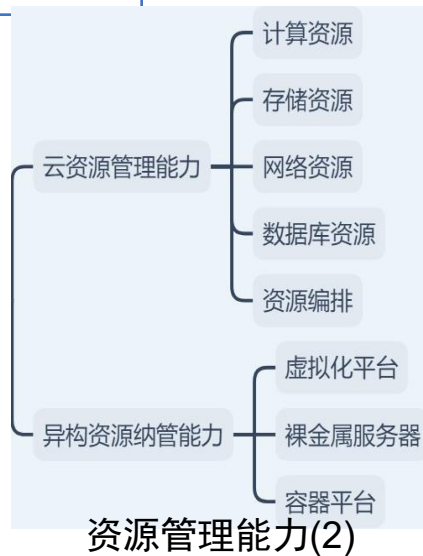 云资源管理能力
计算资源
存储资源
网络资源
数据库资源
资源编排
异构资源纳管能力
虚拟化平台
裸金属服务器
容器平台
资源管理能力(2)